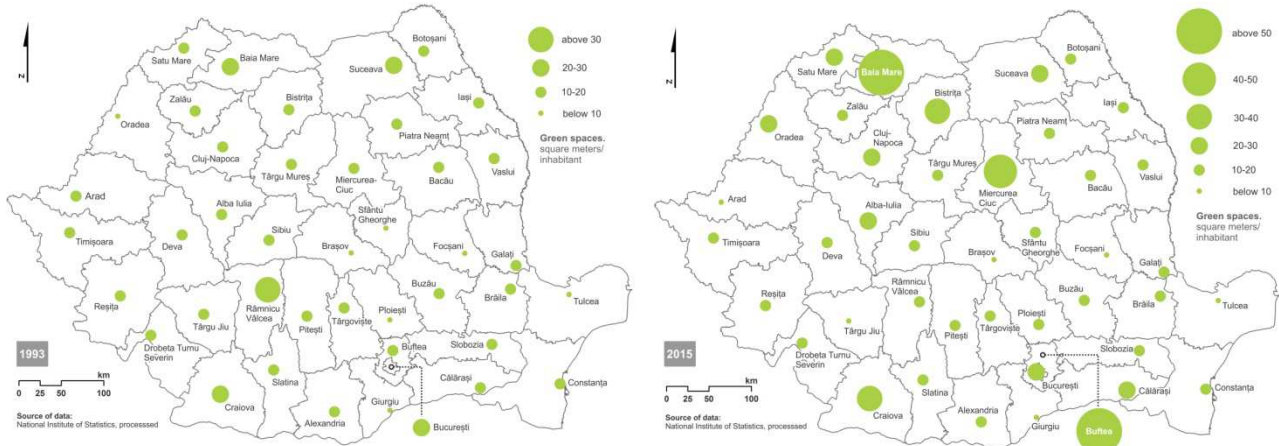 Botoșani
Satu Mare
Baia Mare
Suceava
Zalău
Bistrița
Iași
Oradea
Piatra Neamț
Cluj-Napoca
Târgu Mureș
Miercurea-
Ciuc
Bacău
Vaslui
Arad
Alba Iulia
Sfântu
Gheorghe
Timișoara
Deva
Sibiu
Brașov
Focșani
Galați
Reșița
Râmnicu
Vâlcea
Buzău
Brăila
Tulcea
Târgu Jiu
Pitești
Târgoviște
Ploiești
Drobeta Turnu
Severin
Buftea
Slobozia
Slatina
Călărași
Constanța
Craiova
Alexandria
Giurgiu
București
above 30
20-30
10-20
below 10
Green spaces.
square meters/
inhabitant
N
1993
km
0 25 50 100
Source of data:
National Institute of Statistics, processsed
Botoșani
Satu Mare
Baia Mare
Suceava
Zalău
Bistrița
Iași
Oradea
Cluj-
Napoca
Piatra Neamț
Târgu Mureș
Miercurea
Ciuc
Bacău
Vaslui
Arad
Alba-Iulia
Timișoara
Deva
Sibiu
Brașov
Sfântu
Gheorghe
Focșani
Galați
Reșița
Râmnicu
Vâlcea
Buzău
Brăila
Tulcea
Târgu Jiu
Pitești
Târgoviște
Ploiești
Drobeta Turnu
Severin
Slobozia
Slatina
București
Călărași
Constanța
Craiova
Alexandria
Giurgiu
Buftea
above 50
40-50
30-40
20-30
10-20
below 10
Green spaces.
square meters/
inhabitant
N
2015
km
0 25 50 100
Source of data:
National Institute of Statistics, processsed